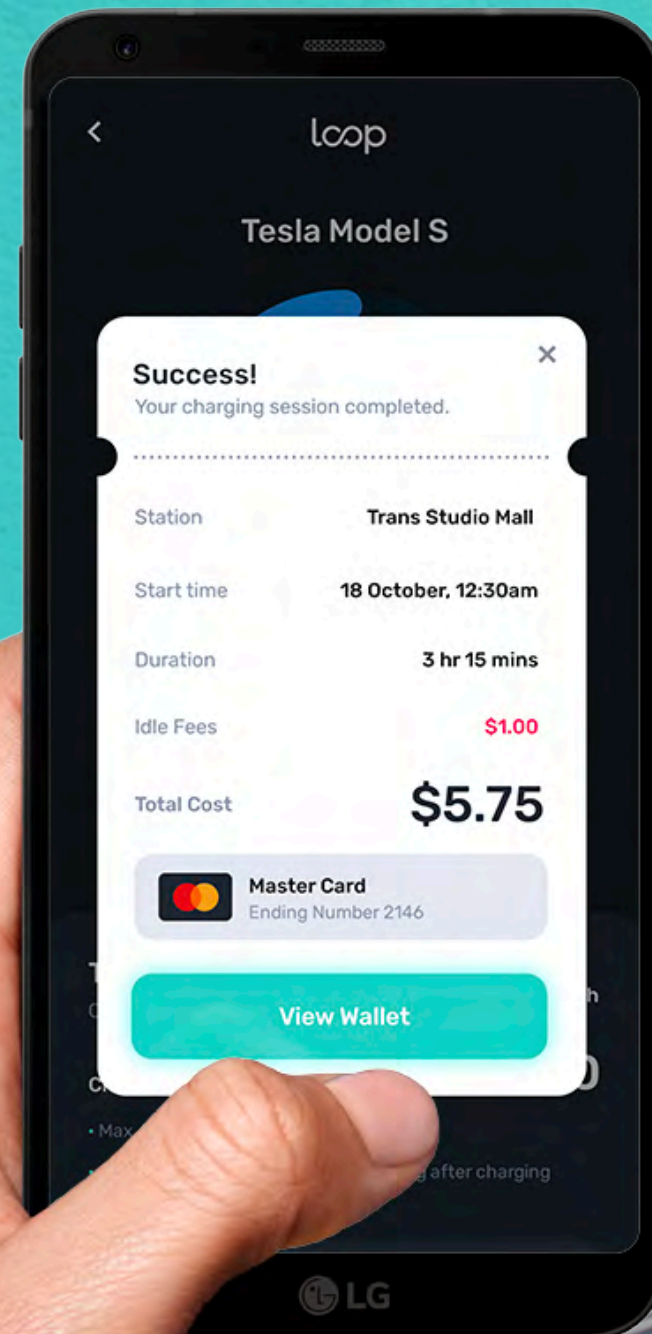 loop
Tesla Model S
Success!
Your charging session completed.
Station Trans Studio Mall
Start time 18 October, 12:30am
Duration 3 hr 15 mins
Idle Fees $1.00
Total Cost $5.75
Master Card
Ending Number 2146
View Wallet
• Max
after charging
LG